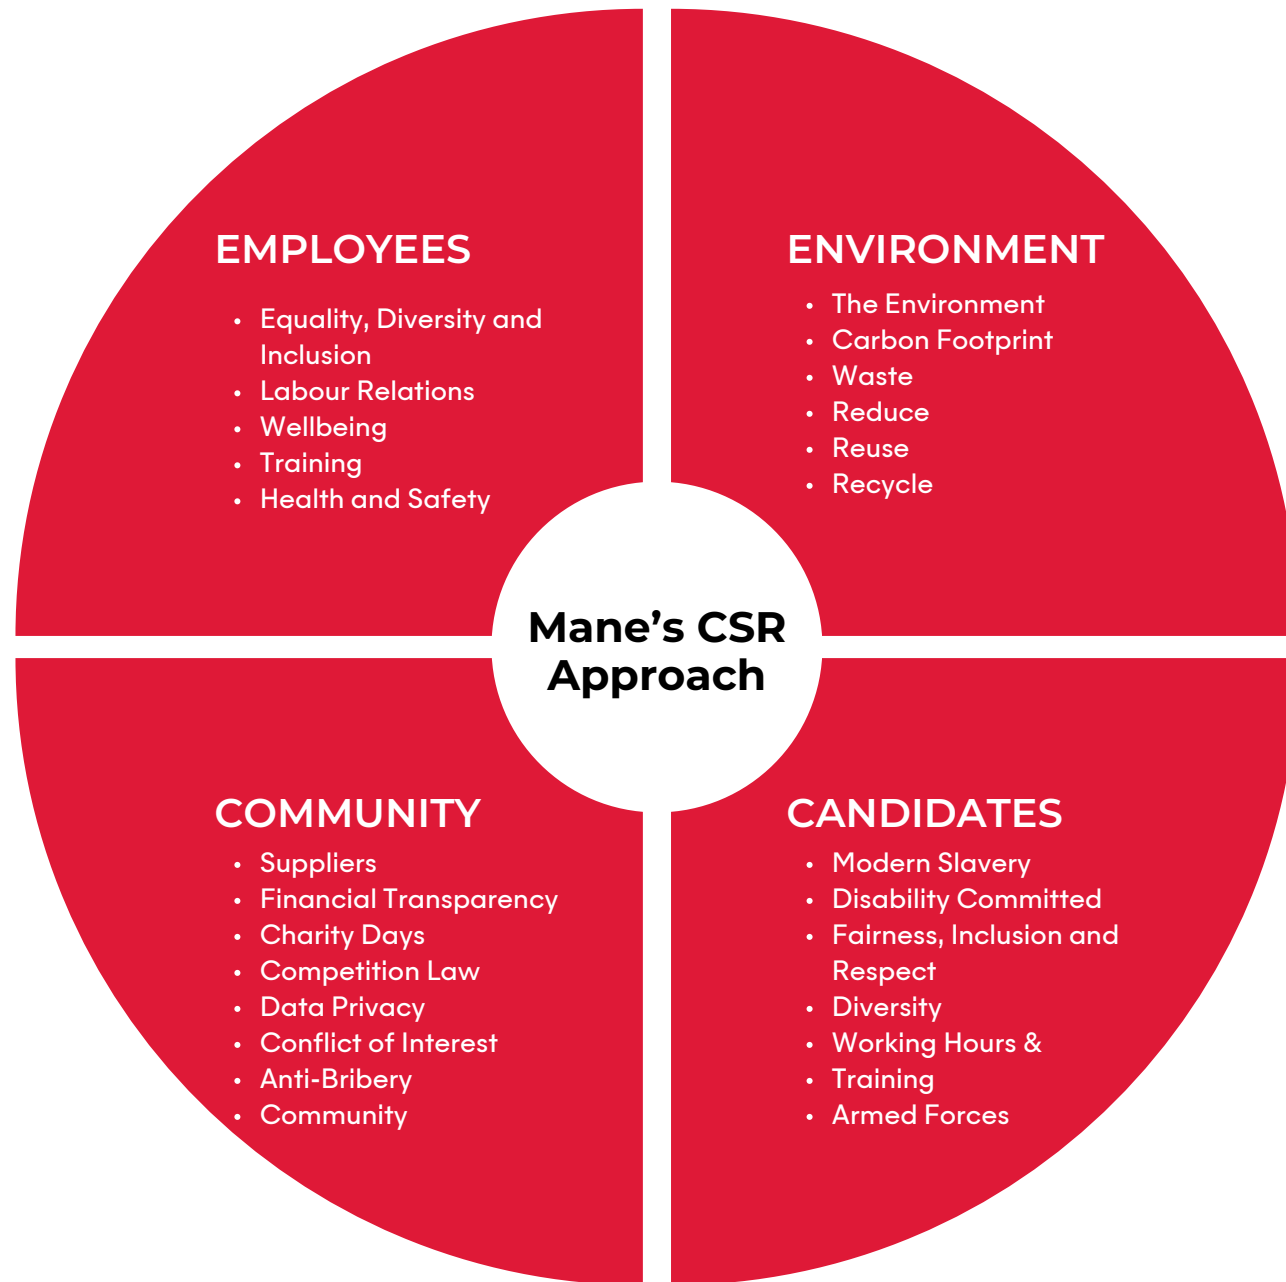 EMPLOYEES
• Equality, Diversity and
Inclusion
• Labour Relations
• Wellbeing
• Training
• Health and Safety
ENVIRONMENT
• The Environment
• Carbon Footprint
• Waste
• Reduce
• Reuse
• Recycle
Mane’s CSR
Approach
COMMUNITY
• Suppliers
• Financial Transparency
• Charity Days
• Competition Law
• Data Privacy
• Conflict of Interest
• Anti-Bribery
• Community
CANDIDATES
• Modern Slavery
• Disability Committed
• Fairness, Inclusion and
Respect
• Diversity
• Working Hours &
• Training
• Armed Forces